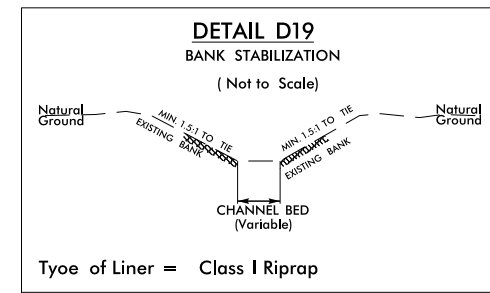 DETAIL D19
BANK STABILIZATION
( Not to Scale)
Natural
Ground
MIN. 1.5:1 TO TIE
EXISTING BANK
MIN. 1.5:1 TO TIE
EXISTING BANK
Natural
Ground
CHANNEL BED
(Variable)
Tyoe of Liner = Class I Riprap